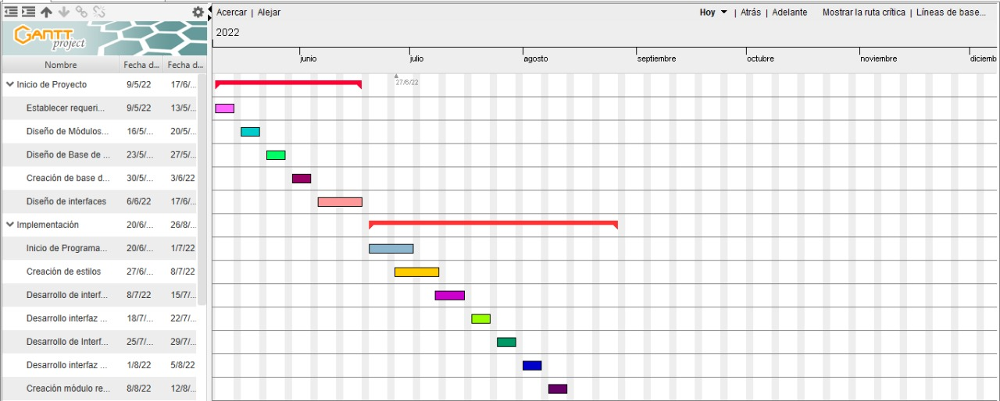 Acercar | Alejar
Hoy | Atrás | Adelante Mostrar la ruta crítica | Líneas de base...
GANTT project
2022
junio julio agosto septiembre octubre noviembre diciemb
Nombre Fecha d... Fecha d...
27/6/22
Inicio de Proyecto 9/5/22 17/6/...
Establecer requeri... 9/5/22 13/5/...
Diseño de Módulos... 16/5/... 20/5/...
Diseño de Base de ... 23/5/... 27/5/...
Creación de base d... 30/5/... 3/6/22
Diseño de interfaces 6/6/22 17/6/...
Implementación 20/6/... 26/8/...
Inicio de Programa... 20/6/... 1/7/22
Creación de estilos 27/6/... 8/7/22
Desarrollo de interf... 8/7/22 15/7/...
Desarrollo interfaz ... 18/7/... 22/7/...
Desarrollo de Interf... 25/7/... 29/7/...
Desarrollo interfaz ... 1/8/22 5/8/22
Creación módulo re... 8/8/22 12/8/...